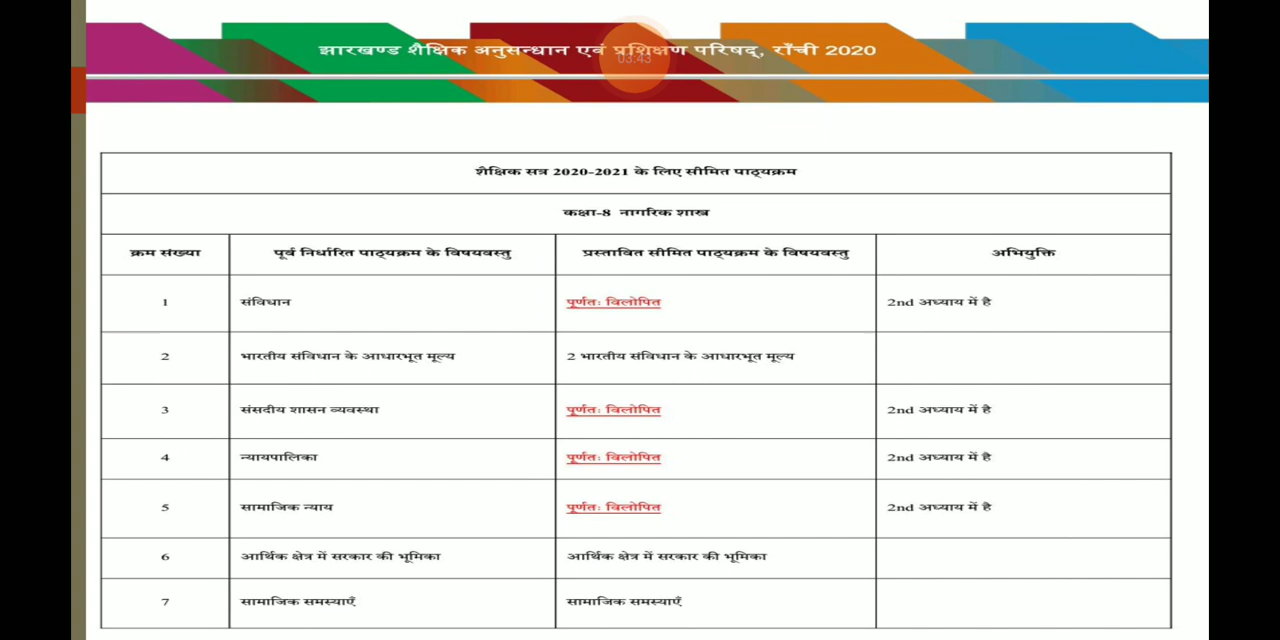 झारखण्ड शैक्षिक अनुसन्धान एवं प्रशिक्षण परिषद्, राँची 2020
03:43
शैक्षिक सत्र 2020-2021 के लिए सीमित पाठ्यक्रम
कक्षा-8 नागरिक शास्त्र
क्रम संख्या पूर्व निर्धारित पाठ्यक्रम के विषयवस्तु प्रस्तावित सीमित पाठ्यक्रम के विषयवस्तु अभियुक्ति
1 संविधान पूर्णतः विलोपित 2nd अध्याय में है
2 भारतीय संविधान के आधारभूत मूल्य 2 भारतीय संविधान के आधारभूत मूल्य
3 संसदीय शासन व्यवस्था पूर्णतः विलोपित 2nd अध्याय में है
4 न्यायपालिका पूर्णतः विलोपित 2nd अध्याय में है
5 सामाजिक न्याय पूर्णतः विलोपित 2nd अध्याय में है
6 आर्थिक क्षेत्र में सरकार की भूमिका आर्थिक क्षेत्र में सरकार की भूमिका
7 सामाजिक समस्याएँ सामाजिक समस्याएँ